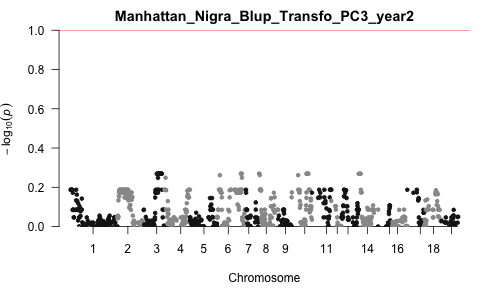 Manhattan_Nigra_Blup_Transfo_PC3_year2
1.0
0.8
0.6
0.4
0.2
0.0
− log10(p)
1 2 3 4 5 6 7 8 9 11 14 16 18
Chromosome